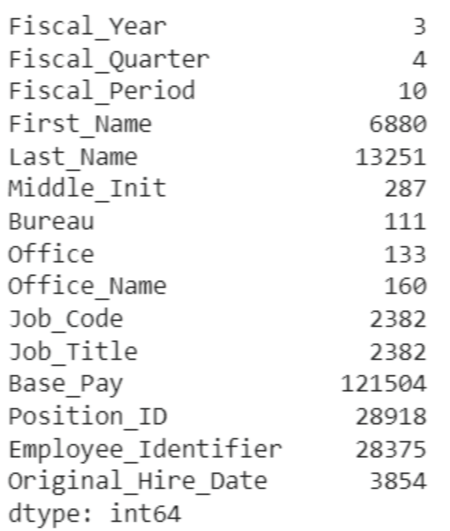 Fiscal_Year 3
Fiscal_Quarter 4
Fiscal_Period 10
First_Name 6880
Last_Name 13251
Middle_Init 287
Bureau 111
Office 133
Office_Name 160
Job_Code 2382
Job_Title 2382
Base_Pay 121504
Position_ID 28918
Employee_Identifier 28375
Original_Hire_Date 3854
dtype: int64